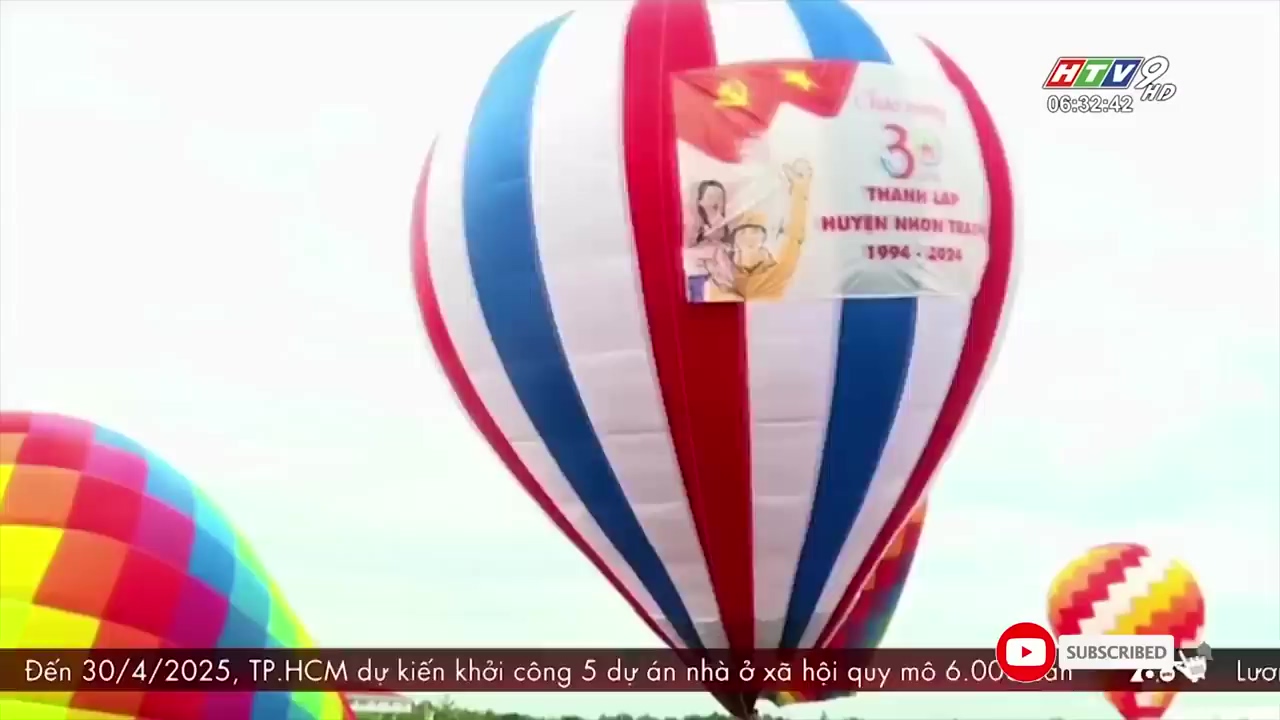 HTV9 HD
06:32:42
Chào mừng
30
THÀNH LẬP
HUYỆN NHƠN TRẠCH
1994 - 2024
Đến 30/4/2025, TP.HCM dự kiến khởi công 5 dự án nhà ở xã hội quy mô 6.00
SUBSCRIBED